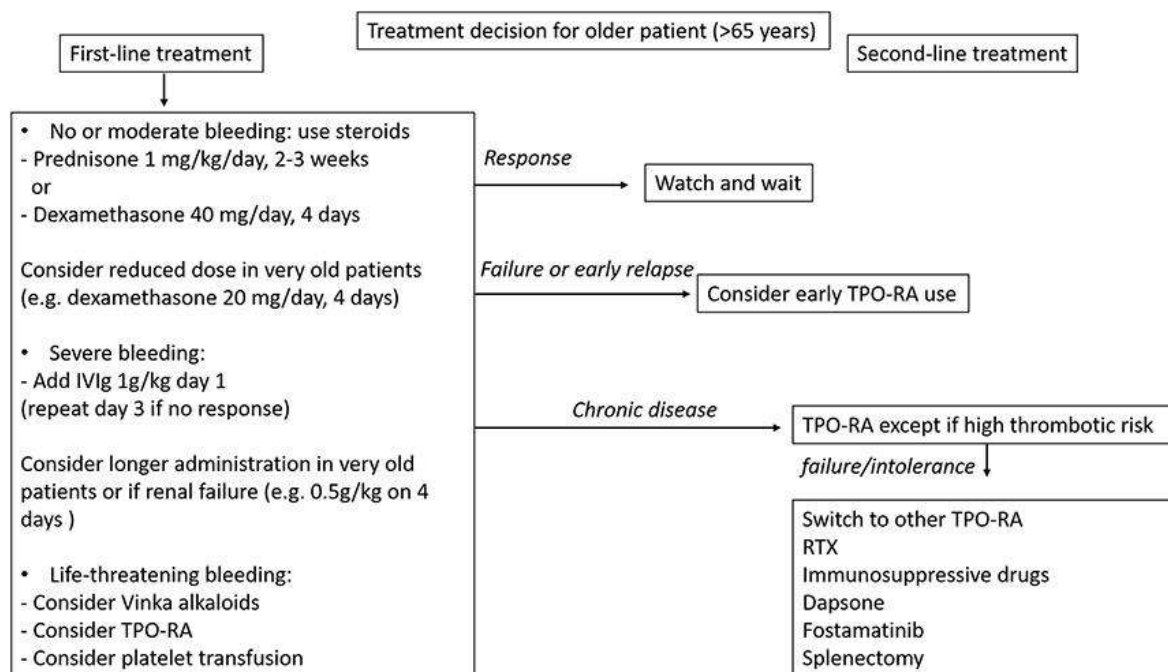 Treatment decision for older patient (>65 years)
First-line treatment
Second-line treatment
• No or moderate bleeding: use steroids
- Prednisone 1 mg/kg/day, 2-3 weeks
or
- Dexamethasone 40 mg/day, 4 days
Consider reduced dose in very old patients
(e.g. dexamethasone 20 mg/day, 4 days)
• Severe bleeding:
- Add IVIg 1g/kg day 1
(repeat day 3 if no response)
Consider longer administration in very old
patients or if renal failure (e.g. 0.5g/kg on 4
days )
• Life-threatening bleeding:
- Consider Vinka alkaloids
- Consider TPO-RA
- Consider platelet transfusion
Response
Watch and wait
Failure or early relapse
Consider early TPO-RA use
Chronic disease
TPO-RA except if high thrombotic risk
failure/intolerance
Switch to other TPO-RA
RTX
Immunosuppressive drugs
Dapsone
Fostamatinib
Splenectomy